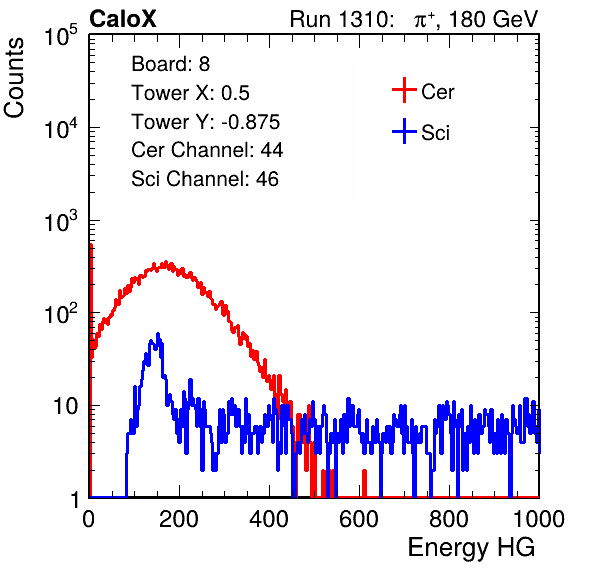 CaloX Run 1310: π⁺, 180 GeV
Counts
10⁵
10⁴
10³
10²
10
1
Board: 8
Tower X: 0.5
Tower Y: -0.875
Cer Channel: 44
Sci Channel: 46
Cer
Sci
0 200 400 600 800 1000
Energy HG